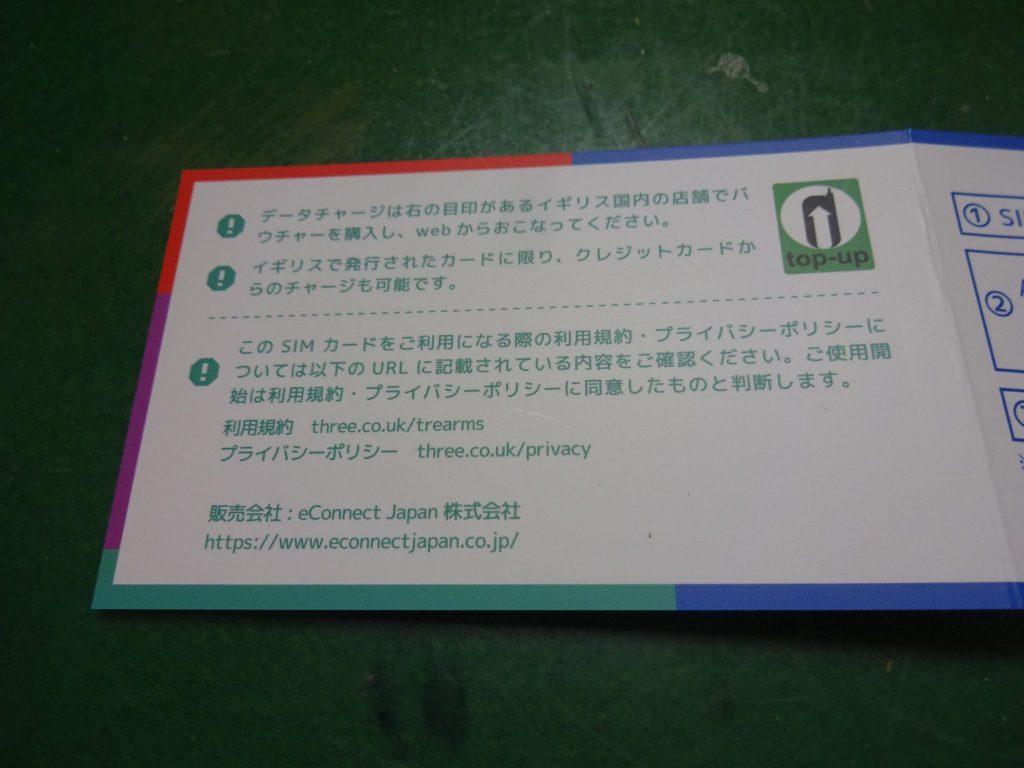 データチャージは右の目印があるイギリス国内の店舗でバ
ウチャーを購入し、webからおこなってください。
イギリスで発行されたカードに限り、クレジットカードか
らのチャージも可能です。
top-up
この SIM カードをご利用になる際の利用規約・プライバシーポリシーに
ついては以下の URL に記載されている内容をご確認ください。ご使用開
始は利用規約・プライバシーポリシーに同意したものと判断します。
利用規約 three.co.uk/trearms
プライバシーポリシー three.co.uk/privacy
販売会社 : eConnect Japan 株式会社
https://www.econnectjapan.co.jp/
① SI
②